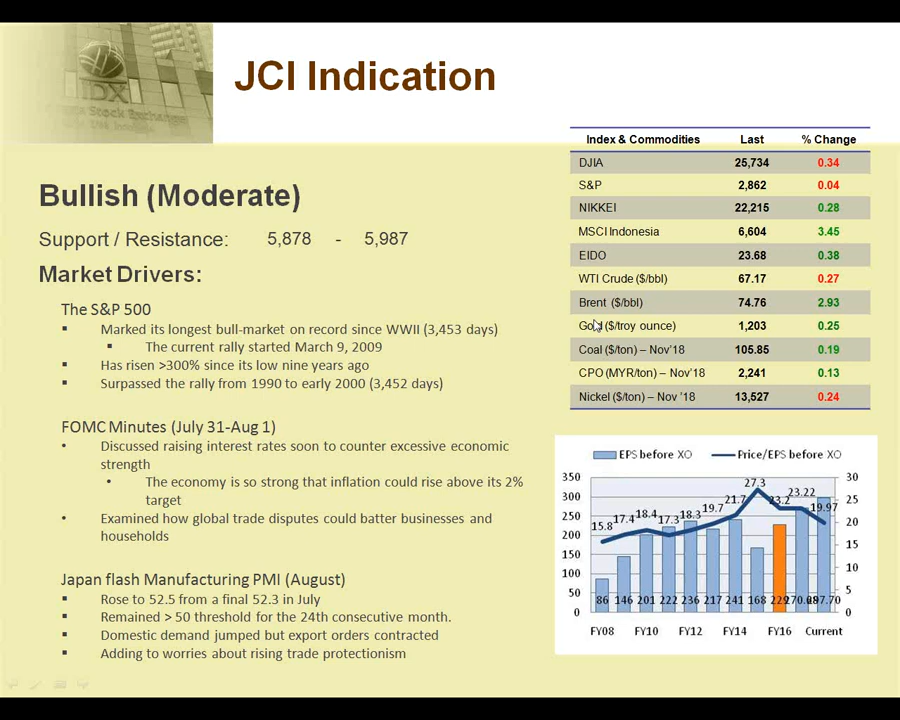 IDX
JCI Indication
Bullish (Moderate)
Support / Resistance: 5,878 - 5,987
Market Drivers:
The S&P 500
▪ Marked its longest bull-market on record since WWII (3,453 days)
▪ The current rally started March 9, 2009
▪ Has risen >300% since its low nine years ago
▪ Surpassed the rally from 1990 to early 2000 (3,452 days)
FOMC Minutes (July 31-Aug 1)
• Discussed raising interest rates soon to counter excessive economic
strength
• The economy is so strong that inflation could rise above its 2%
target
• Examined how global trade disputes could batter businesses and
households
Japan flash Manufacturing PMI (August)
▪ Rose to 52.5 from a final 52.3 in July
▪ Remained > 50 threshold for the 24th consecutive month.
▪ Domestic demand jumped but export orders contracted
▪ Adding to worries about rising trade protectionism
Index & Commodities Last % Change
DJIA 25,734 0.34
S&P 2,862 0.04
NIKKEI 22,215 0.28
MSCI Indonesia 6,604 3.45
EIDO 23.68 0.38
WTI Crude ($/bbl) 67.17 0.27
Brent ($/bbl) 74.76 2.93
Gold ($/troy ounce) 1,203 0.25
Coal ($/ton) – Nov'18 105.85 0.19
CPO (MYR/ton) – Nov'18 2,241 0.13
Nickel ($/ton) – Nov '18 13,527 0.24
EPS before XO Price/EPS before XO
350 300 250 200 150 100 50 0
30 25 20 15 10 5 0
15.8 17.4 18.4 17.3 18.3 19.7 21.7 27.3 23.2 23.22 19.97
86 146 201 222 236 217 241 168 229 270.08 297.70
FY08 FY10 FY12 FY14 FY16 Current